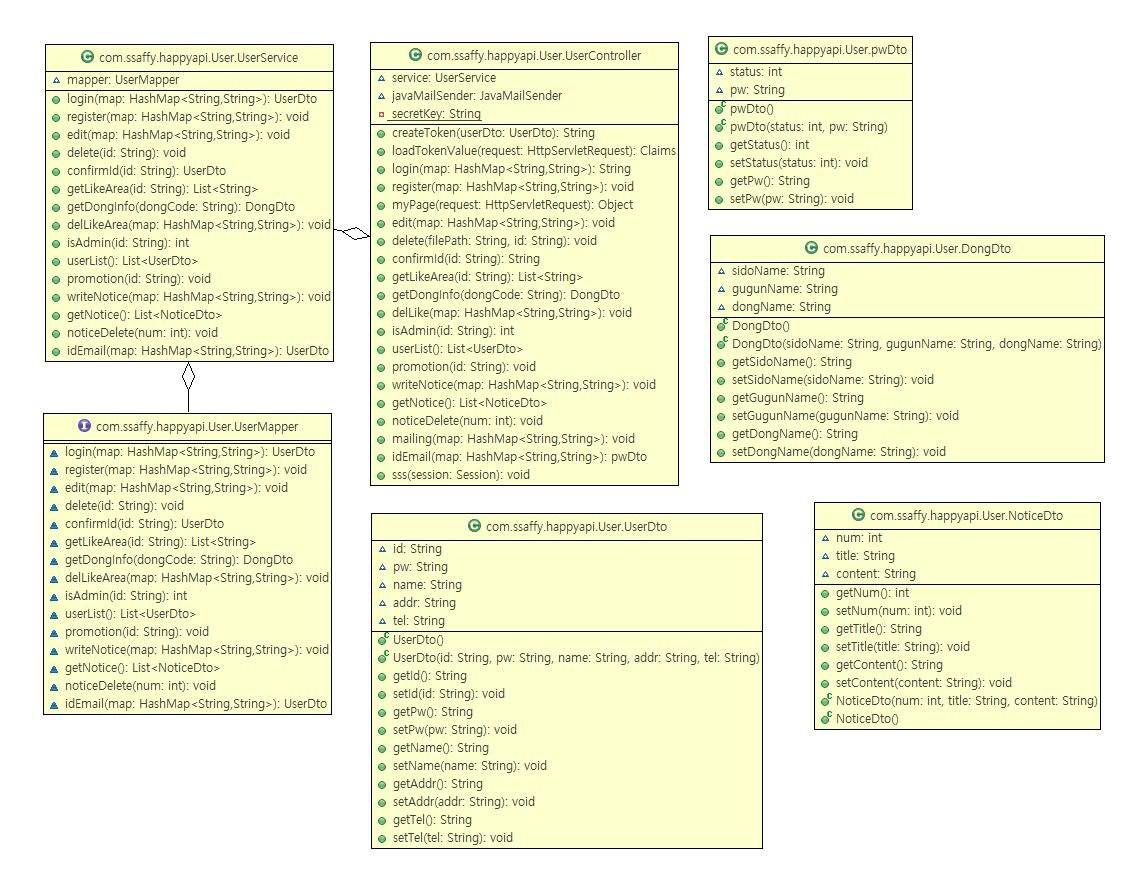 com.ssaffy.happyapi.User.UserService
mapper: UserMapper
login(map: HashMap<String,String>): UserDto
register(map: HashMap<String,String>): void
edit(map: HashMap<String,String>): void
delete(id: String): void
confirmId(id: String): UserDto
getLikeArea(id: String): List<String>
getDongInfo(dongCode: String): DongDto
delLikeArea(map: HashMap<String,String>): void
isAdmin(id: String): int
userList(): List<UserDto>
promotion(id: String): void
writeNotice(map: HashMap<String,String>): void
getNotice(): List<NoticeDto>
noticeDelete(num: int): void
idEmail(map: HashMap<String,String>): UserDto
com.ssaffy.happyapi.User.UserMapper
login(map: HashMap<String,String>): UserDto
register(map: HashMap<String,String>): void
edit(map: HashMap<String,String>): void
delete(id: String): void
confirmId(id: String): UserDto
getLikeArea(id: String): List<String>
getDongInfo(dongCode: String): DongDto
delLikeArea(map: HashMap<String,String>): void
isAdmin(id: String): int
userList(): List<UserDto>
promotion(id: String): void
writeNotice(map: HashMap<String,String>): void
getNotice(): List<NoticeDto>
noticeDelete(num: int): void
idEmail(map: HashMap<String,String>): UserDto
com.ssaffy.happyapi.User.UserController
service: UserService
javaMailSender: JavaMailSender
secretKey: String
createToken(userDto: UserDto): String
loadTokenValue(request: HttpServletRequest): Claims
login(map: HashMap<String,String>): String
register(map: HashMap<String,String>): void
myPage(request: HttpServletRequest): Object
edit(map: HashMap<String,String>): void
delete(filePath: String, id: String): void
confirmId(id: String): String
getLikeArea(id: String): List<String>
getDongInfo(dongCode: String): DongDto
delLike(map: HashMap<String,String>): void
isAdmin(id: String): int
userList(): List<UserDto>
promotion(id: String): void
writeNotice(map: HashMap<String,String>): void
getNotice(): List<NoticeDto>
noticeDelete(num: int): void
mailing(map: HashMap<String,String>): void
idEmail(map: HashMap<String,String>): pwDto
sss(session: Session): void
com.ssaffy.happyapi.User.UserDto
id: String
pw: String
name: String
addr: String
tel: String
UserDto()
UserDto(id: String, pw: String, name: String, addr: String, tel: String)
getId(): String
setId(id: String): void
getPw(): String
setPw(pw: String): void
getName(): String
setName(name: String): void
getAddr(): String
setAddr(addr: String): void
getTel(): String
setTel(tel: String): void
com.ssaffy.happyapi.User.pwDto
status: int
pw: String
pwDto()
pwDto(status: int, pw: String)
getStatus(): int
setStatus(status: int): void
getPw(): String
setPw(pw: String): void
com.ssaffy.happyapi.User.DongDto
sidoName: String
gugunName: String
dongName: String
DongDto()
DongDto(sidoName: String, gugunName: String, dongName: String)
getSidoName(): String
setSidoName(sidoName: String): void
getGugunName(): String
setGugunName(gugunName: String): void
getDongName(): String
setDongName(dongName: String): void
com.ssaffy.happyapi.User.NoticeDto
num: int
title: String
content: String
getNum(): int
setNum(num: int): void
getTitle(): String
setTitle(title: String): void
getContent(): String
setContent(content: String): void
NoticeDto(num: int, title: String, content: String)
NoticeDto()